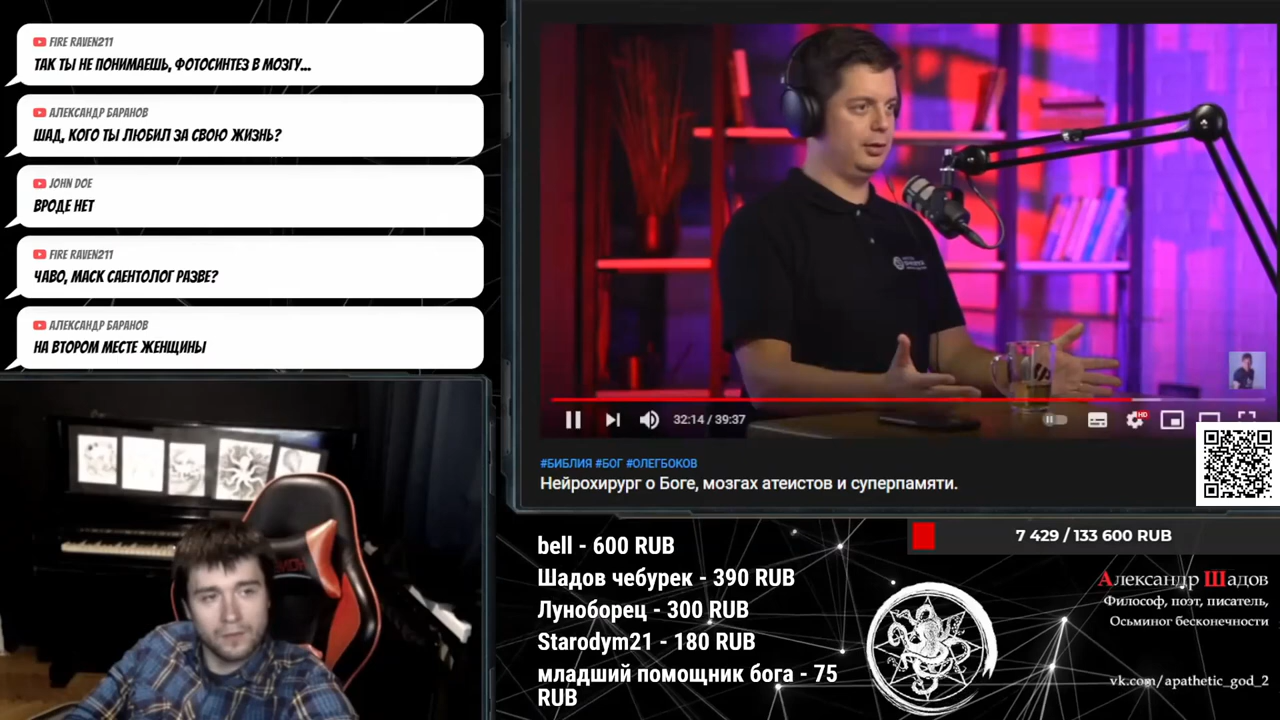 FIRE RAVEN211
ТАК ТЫ НЕ ПОНИМАЕШЬ, ФОТОСИНТЕЗ В МОЗГУ...
АЛЕКСАНДР БАРАНОВ
ШАД, КОГО ТЫ ЛЮБИЛ ЗА СВОЮ ЖИЗНЬ?
JOHN DOE
ВРОДЕ НЕТ
FIRE RAVEN211
ЧАВО, МАСК САЕНТОЛОГ РАЗВЕ?
АЛЕКСАНДР БАРАНОВ
НА ВТОРОМ МЕСТЕ ЖЕНЩИНЫ
32:14 / 39:37
HD
#БИБЛИЯ #БОГ #ОЛЕГБОКОВ
Нейрохирург о Боге, мозгах атеистов и суперпамяти.
bell - 600 RUB
Шадов чебурек - 390 RUB
Луноборец - 300 RUB
Starodym21 - 180 RUB
младший помощник бога - 75
RUB
7 429 / 133 600 RUB
Александр Шадов
Философ, поэт, писатель,
Осьминог бесконечности
vk.com/apathetic_god_2